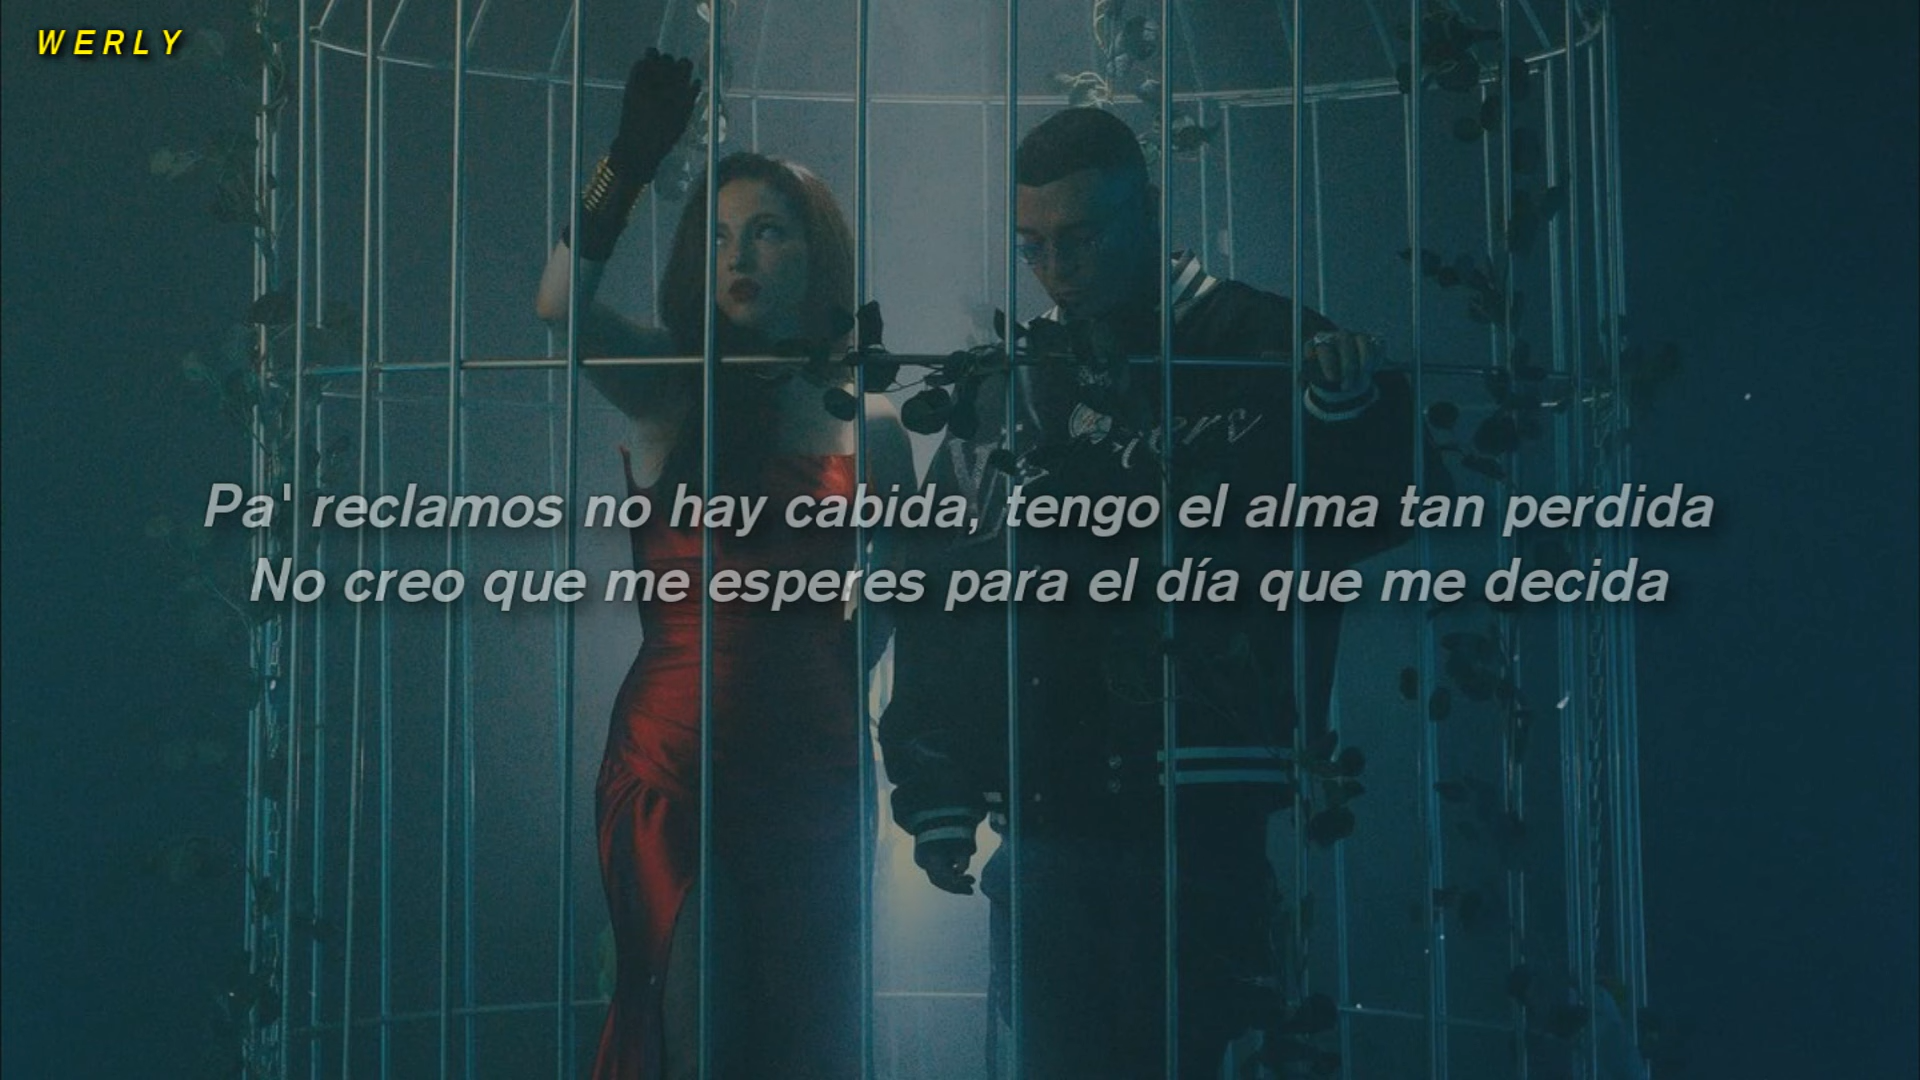 WERLY
Pa' reclamos no hay cabida, tengo el alma tan perdida
No creo que me esperes para el día que me decida